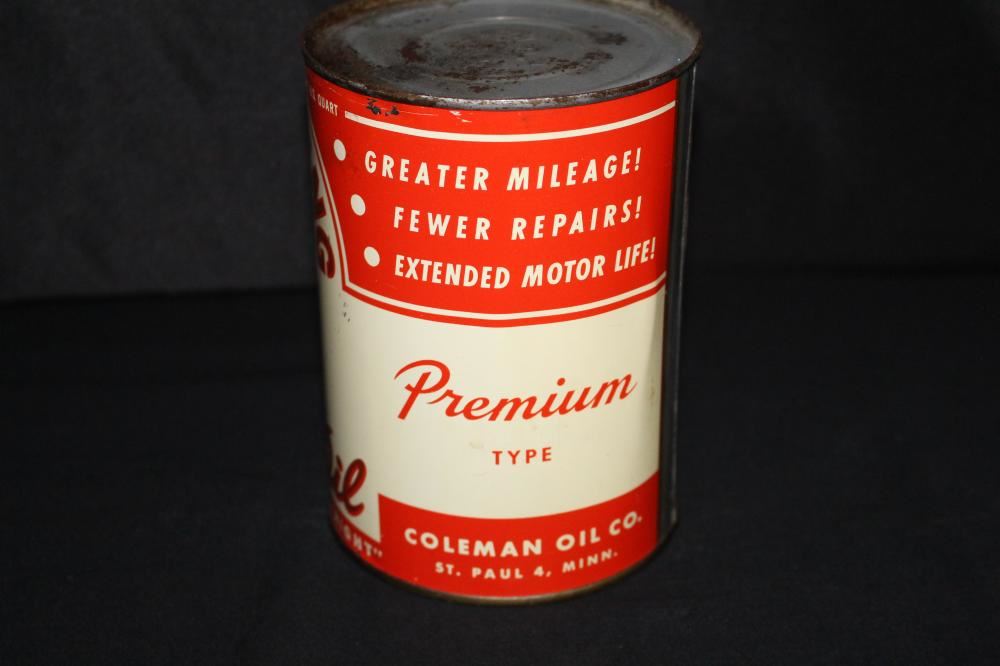 QUART
GREATER MILEAGE!
FEWER REPAIRS!
EXTENDED MOTOR LIFE!
Premium
TYPE
COLEMAN OIL CO.
ST. PAUL 4, MINN.